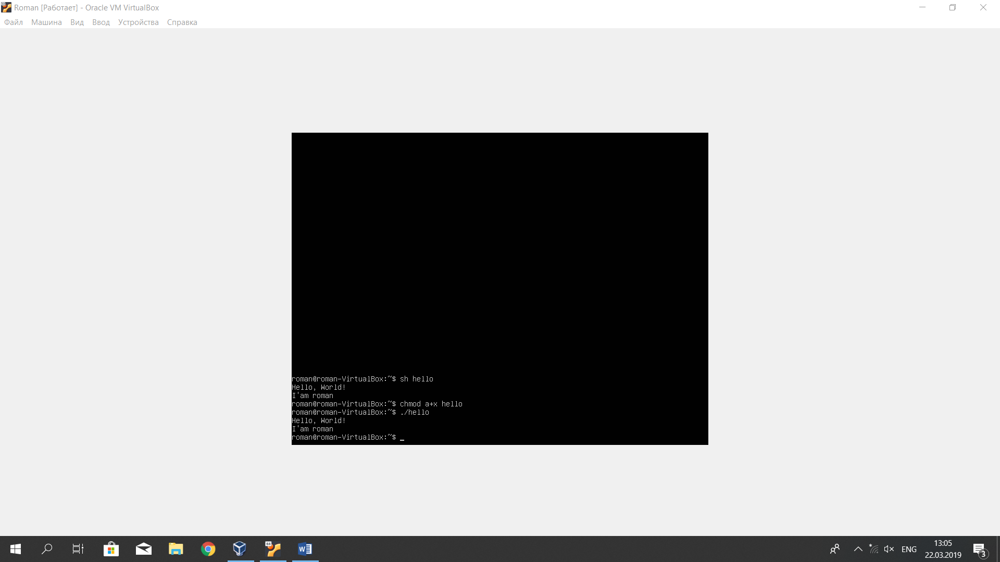 Roman [Работает] - Oracle VM VirtualBox
Файл Машина Вид Ввод Устройства Справка
roman@roman-VirtualBox:~$ sh hello
Hello, World!
I'am roman
roman@roman-VirtualBox:~$ chmod a+x hello
roman@roman-VirtualBox:~$ ./hello
Hello, World!
I'am roman
roman@roman-VirtualBox:~$ _
64
W
ENG
13:05
22.03.2019
3